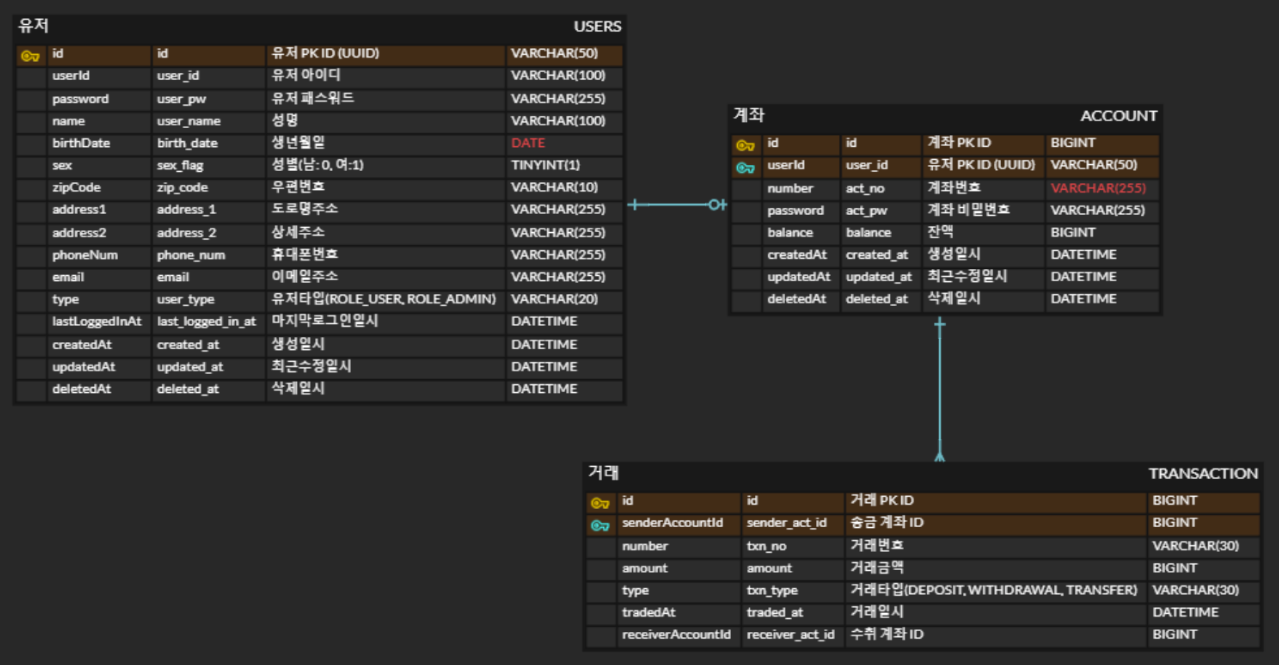 유저 USERS
id id 유저 PK ID (UUID) VARCHAR(50)
userId user_id 유저 아이디 VARCHAR(100)
password user_pw 유저 패스워드 VARCHAR(255)
name user_name 성명 VARCHAR(100)
birthDate birth_date 생년월일 DATE
sex sex_flag 성별(남: 0, 여:1) TINYINT(1)
zipCode zip_code 우편번호 VARCHAR(10)
address1 address_1 도로명주소 VARCHAR(255)
address2 address_2 상세주소 VARCHAR(255)
phoneNum phone_num 휴대폰번호 VARCHAR(255)
email email 이메일주소 VARCHAR(255)
type user_type 유저타입(ROLE_USER, ROLE_ADMIN) VARCHAR(20)
lastLoggedInAt last_logged_in_at 마지막로그인일시 DATETIME
createdAt created_at 생성일시 DATETIME
updatedAt updated_at 최근수정일시 DATETIME
deletedAt deleted_at 삭제일시 DATETIME
계좌 ACCOUNT
id id 계좌 PK ID BIGINT
userId user_id 유저 PK ID (UUID) VARCHAR(50)
number act_no 계좌번호 VARCHAR(255)
password act_pw 계좌 비밀번호 VARCHAR(255)
balance balance 잔액 BIGINT
createdAt created_at 생성일시 DATETIME
updatedAt updated_at 최근수정일시 DATETIME
deletedAt deleted_at 삭제일시 DATETIME
거래 TRANSACTION
id id 거래 PK ID BIGINT
senderAccountId sender_act_id 송금 계좌 ID BIGINT
number txn_no 거래번호 VARCHAR(30)
amount amount 거래금액 BIGINT
type txn_type 거래타입(DEPOSIT, WITHDRAWAL, TRANSFER) VARCHAR(30)
tradedAt traded_at 거래일시 DATETIME
receiverAccountId receiver_act_id 수취 계좌 ID BIGINT